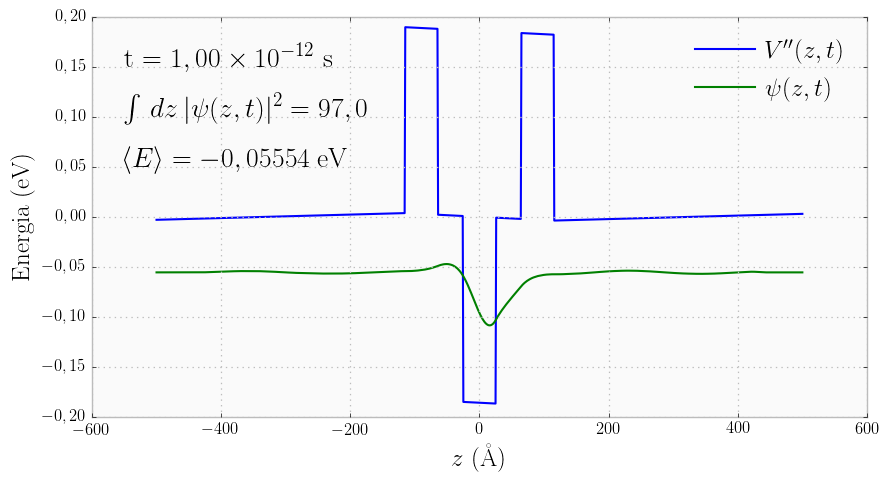 0,20
0,15
0,10
0,05
0,00
−0,05
−0,10
−0,15
−0,20
Energia (eV)
t = 1,00 × 10⁻¹² s
∫ dz |ψ(z,t)|² = 97,0
⟨E⟩ = −0,05554 eV
V′′(z,t)
ψ(z,t)
−600 −400 −200 0 200 400 600
z (Å)